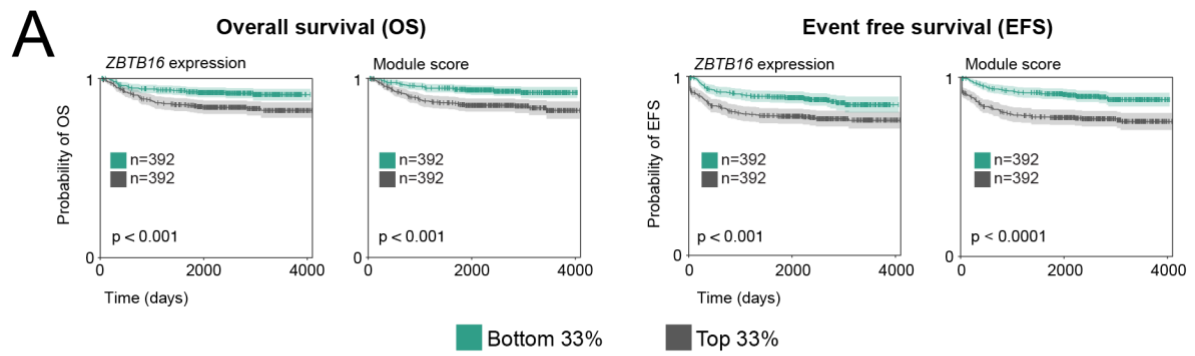 A
Overall survival (OS)
Event free survival (EFS)
ZBTB16 expression
Module score
ZBTB16 expression
Module score
Probability of OS
1
n=392
n=392
p < 0.001
0
0 2000 4000
Time (days)
1
n=392
n=392
p < 0.001
0
0 2000 4000
Probability of EFS
1
n=392
n=392
p < 0.001
0
0 2000 4000
Time (days)
1
n=392
n=392
p < 0.0001
0
0 2000 4000
Bottom 33%
Top 33%